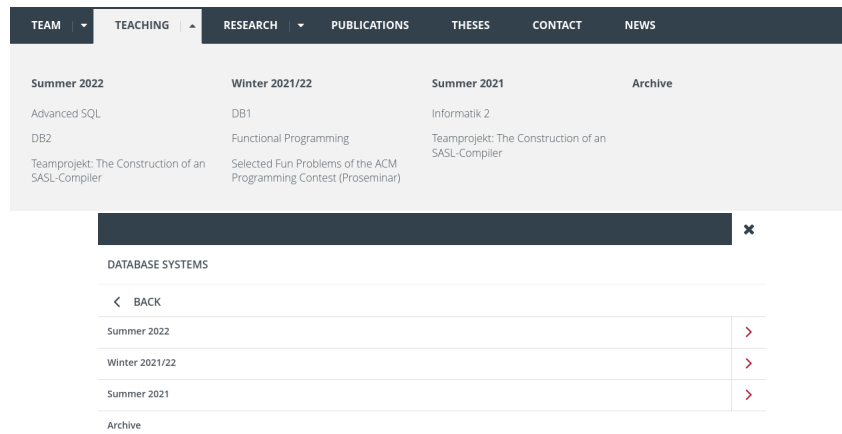 TEAM TEACHING RESEARCH PUBLICATIONS THESES CONTACT NEWS
Summer 2022
Advanced SQL
DB2
Teamprojekt: The Construction of an
SASL-Compiler
Winter 2021/22
DB1
Functional Programming
Selected Fun Problems of the ACM
Programming Contest (Proseminar)
Summer 2021
Informatik 2
Teamprojekt: The Construction of an
SASL-Compiler
Archive
DATABASE SYSTEMS
BACK
Summer 2022
Winter 2021/22
Summer 2021
Archive